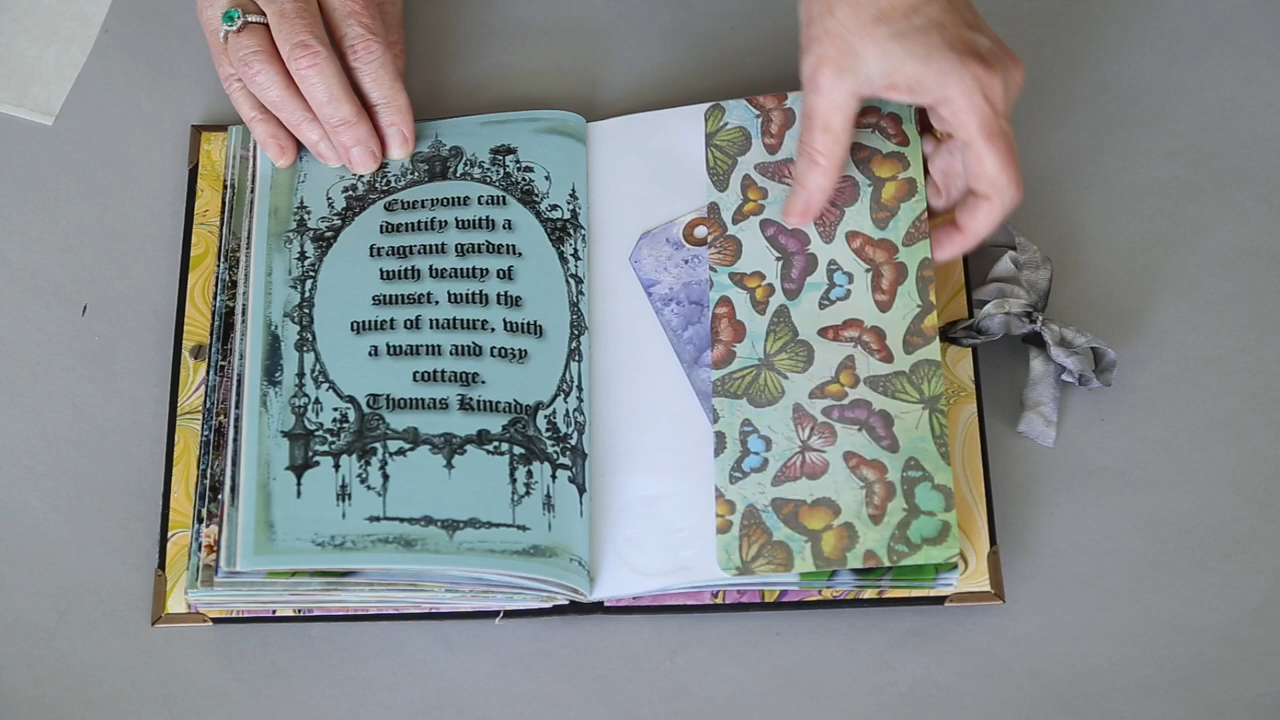 Everyone can
identify with a
fragrant garden,
with beauty of
sunset, with the
quiet of nature, with
a warm and cozy
cottage.
Thomas Kincade